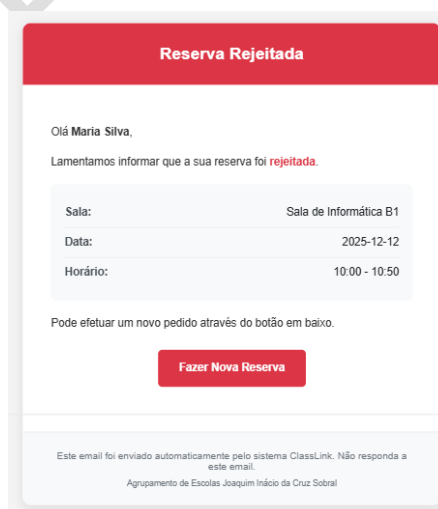 Reserva Rejeitada
Olá Maria Silva,
Lamentamos informar que a sua reserva foi rejeitada.
Sala: Sala de Informática B1
Data: 2025-12-12
Horário: 10:00 - 10:50
Pode efetuar um novo pedido através do botão em baixo.
Fazer Nova Reserva
Este email foi enviado automaticamente pelo sistema ClassLink. Não responda a
este email.
Agrupamento de Escolas Joaquim Inácio da Cruz Sobral